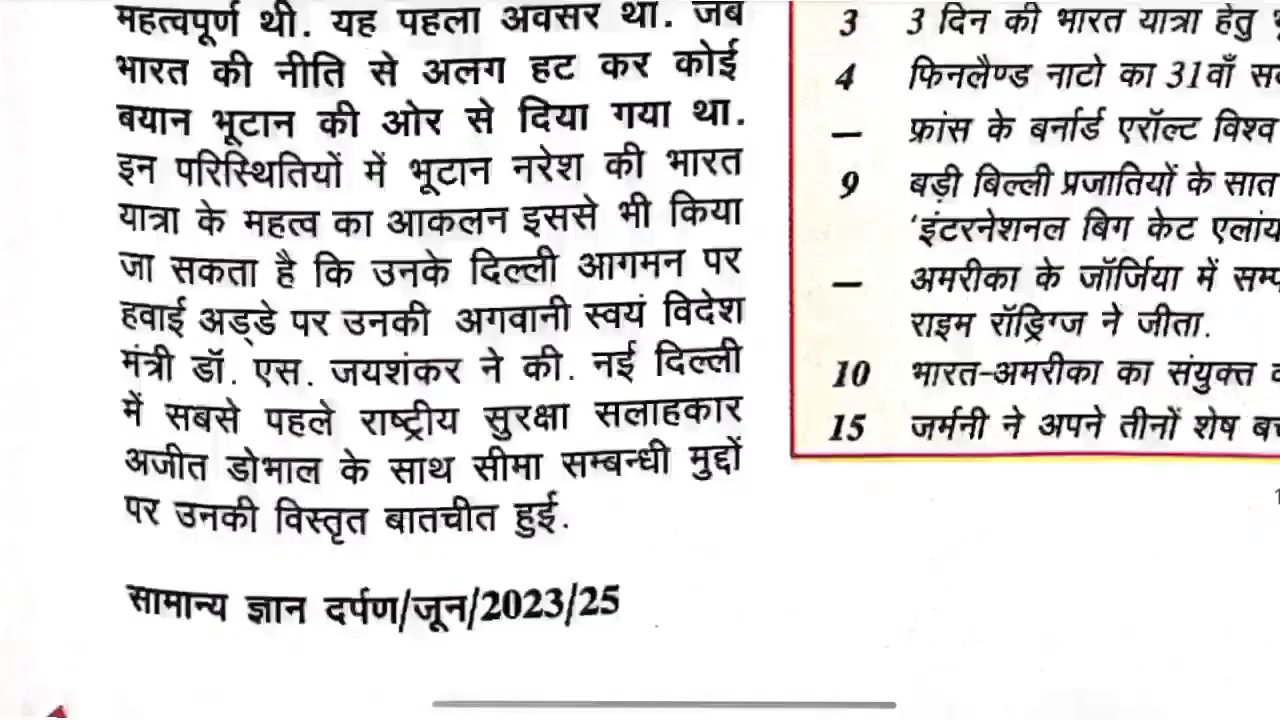 महत्वपूर्ण थी. यह पहला अवसर था. जब
भारत की नीति से अलग हट कर कोई
बयान भूटान की ओर से दिया गया था.
इन परिस्थितियों में भूटान नरेश की भारत
यात्रा के महत्व का आकलन इससे भी किया
जा सकता है कि उनके दिल्ली आगमन पर
हवाई अड्डे पर उनकी अगवानी स्वयं विदेश
मंत्री डॉ. एस. जयशंकर ने की. नई दिल्ली
में सबसे पहले राष्ट्रीय सुरक्षा सलाहकार
अजीत डोभाल के साथ सीमा सम्बन्धी मुद्दों
पर उनकी विस्तृत बातचीत हुई.
सामान्य ज्ञान दर्पण/जून/2023/25
3 3 दिन की भारत यात्रा हेतु
4 फिनलैण्ड नाटो का 31वाँ
— फ्रांस के बर्नार्ड एरॉल्ट विश्व
9 बड़ी बिल्ली प्रजातियों के सात
‘इंटरनेशनल बिग केट
— अमरीका के जॉर्जिया में
राइम रॉड्रिग्ज ने जीता.
10 भारत-अमरीका का संयुक्त
15 जर्मनी ने अपने तीनों शेष